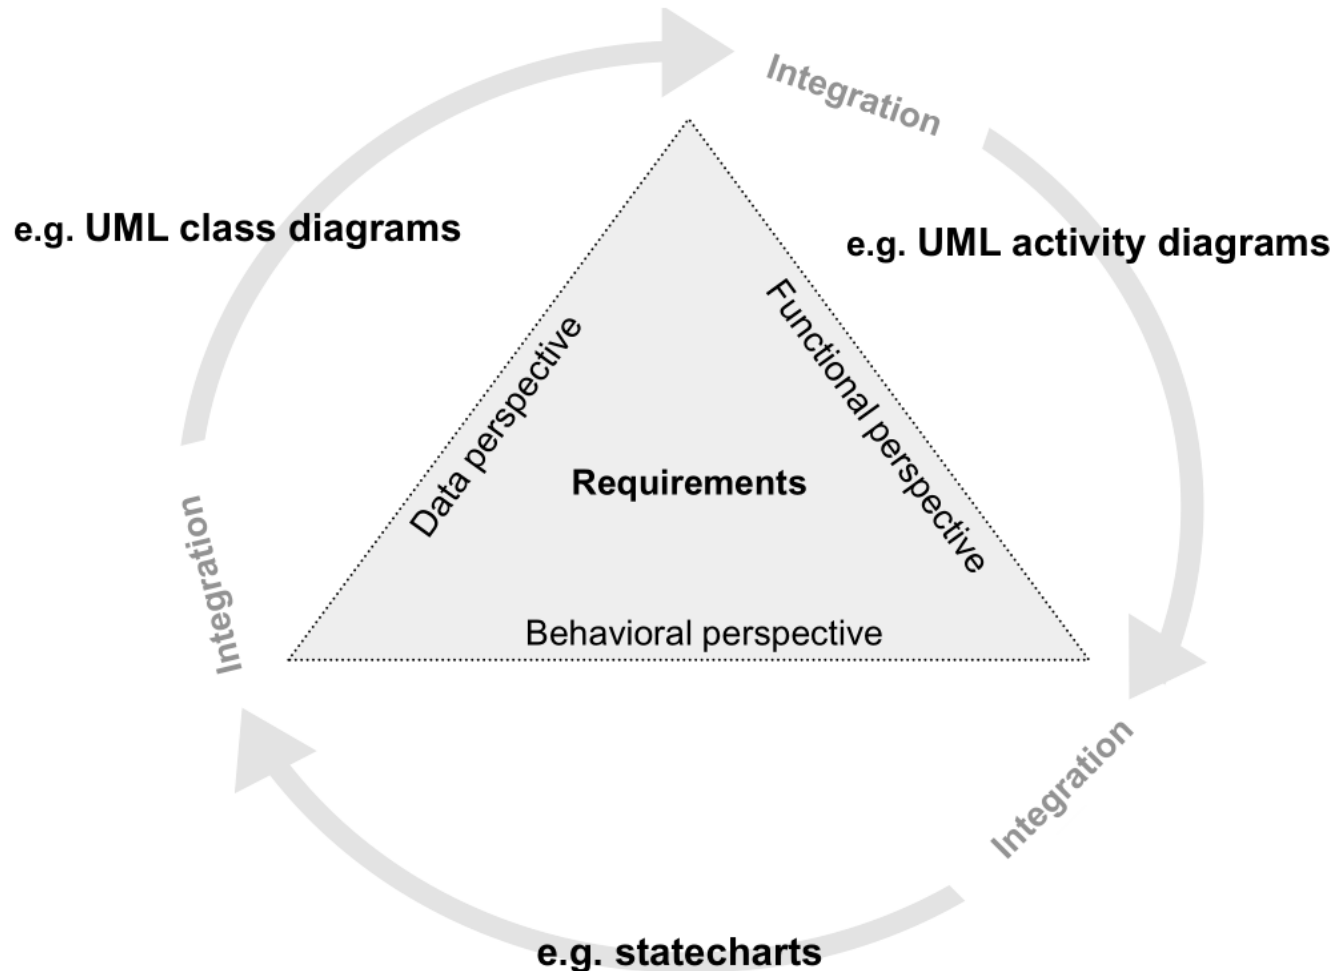 Integration
e.g. UML class diagrams
e.g. UML activity diagrams
Data perspective
Functional perspective
Requirements
Integration
Behavioral perspective
Integration
e.g. statecharts